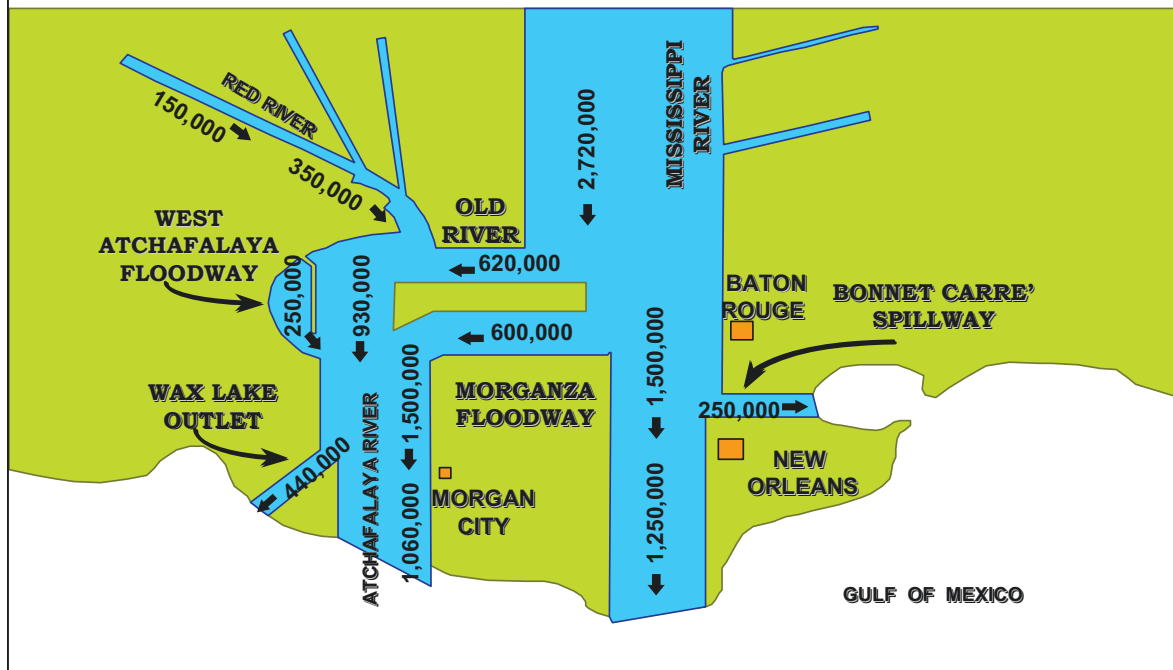 RED RIVER
150,000
350,000
MISSISSIPPI
RIVER
2,720,000
WEST
ATCHAFALAYA
FLOODWAY
OLD
RIVER
620,000
250,000
930,000
600,000
BATON
ROUGE
BONNET CARRE’
SPILLWAY
WAX LAKE
OUTLET
1,500,000
MORGANZA
FLOODWAY
1,500,000
250,000
440,000
ATCHAFALAYA RIVER
MORGAN
CITY
1,060,000
1,250,000
NEW
ORLEANS
GULF OF MEXICO